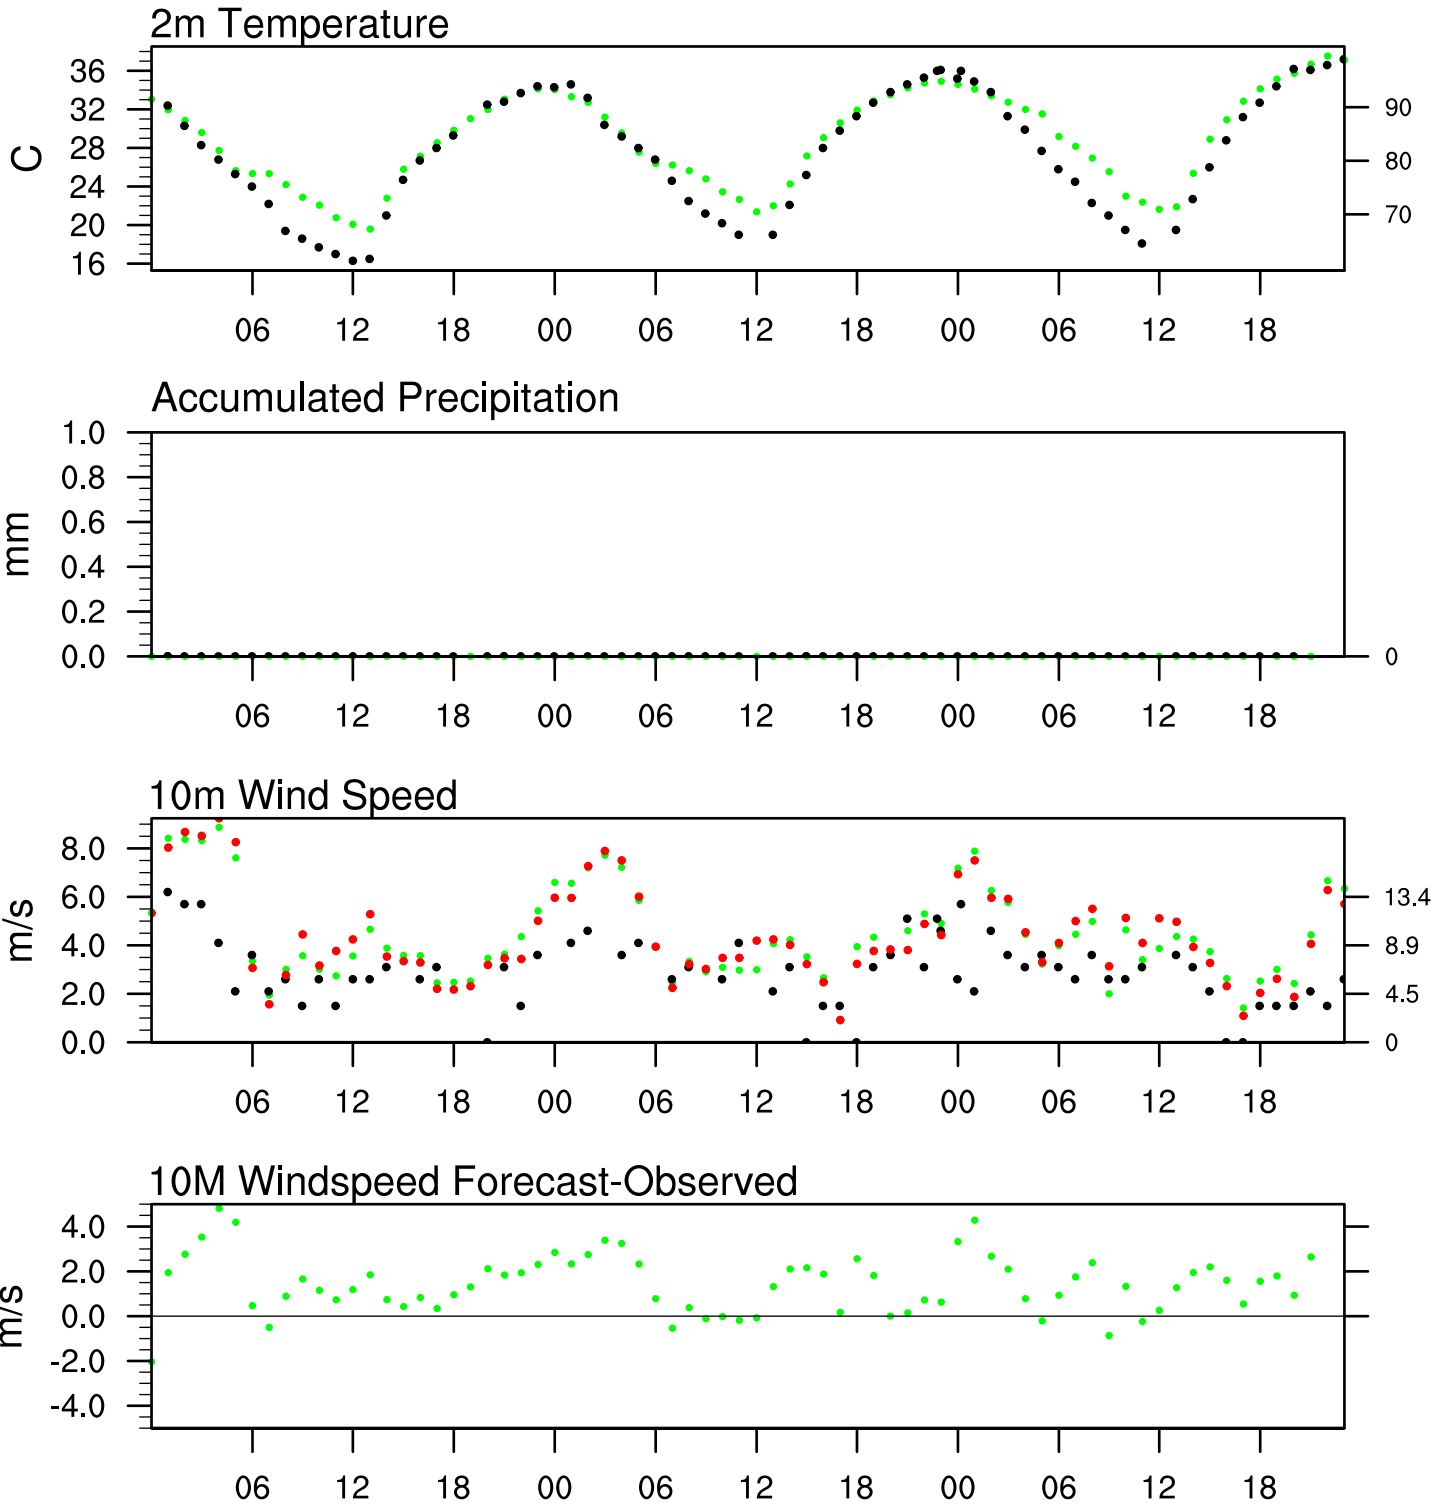 2m Temperature
36
32
28
24
20
16
C
90
80
70
06 12 18 00 06 12 18 00 06 12 18
Accumulated Precipitation
1.0
0.8
0.6
0.4
0.2
0.0
mm
0
06 12 18 00 06 12 18 00 06 12 18
10m Wind Speed
8.0
6.0
4.0
2.0
0.0
m/s
13.4
8.9
4.5
0
06 12 18 00 06 12 18 00 06 12 18
10M Windspeed Forecast-Observed
4.0
2.0
0.0
-2.0
-4.0
m/s
06 12 18 00 06 12 18 00 06 12 18